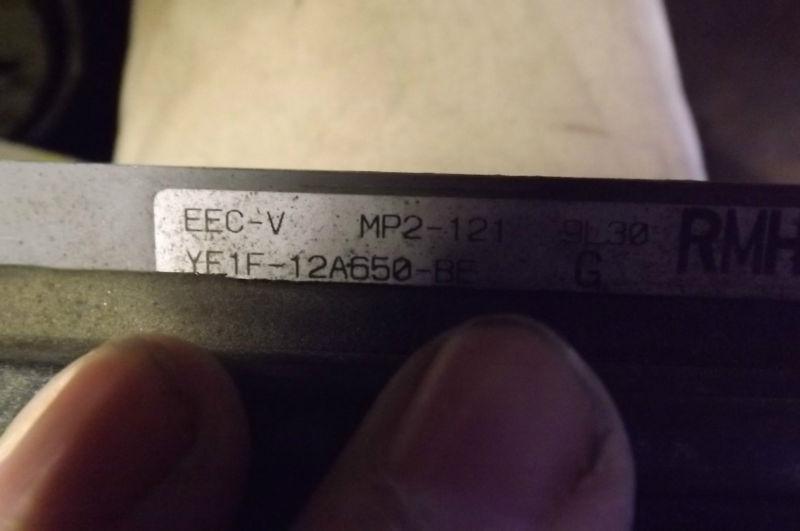 EEC-V MP2-121 9L30 RMH
YF1F-12A650-BE G